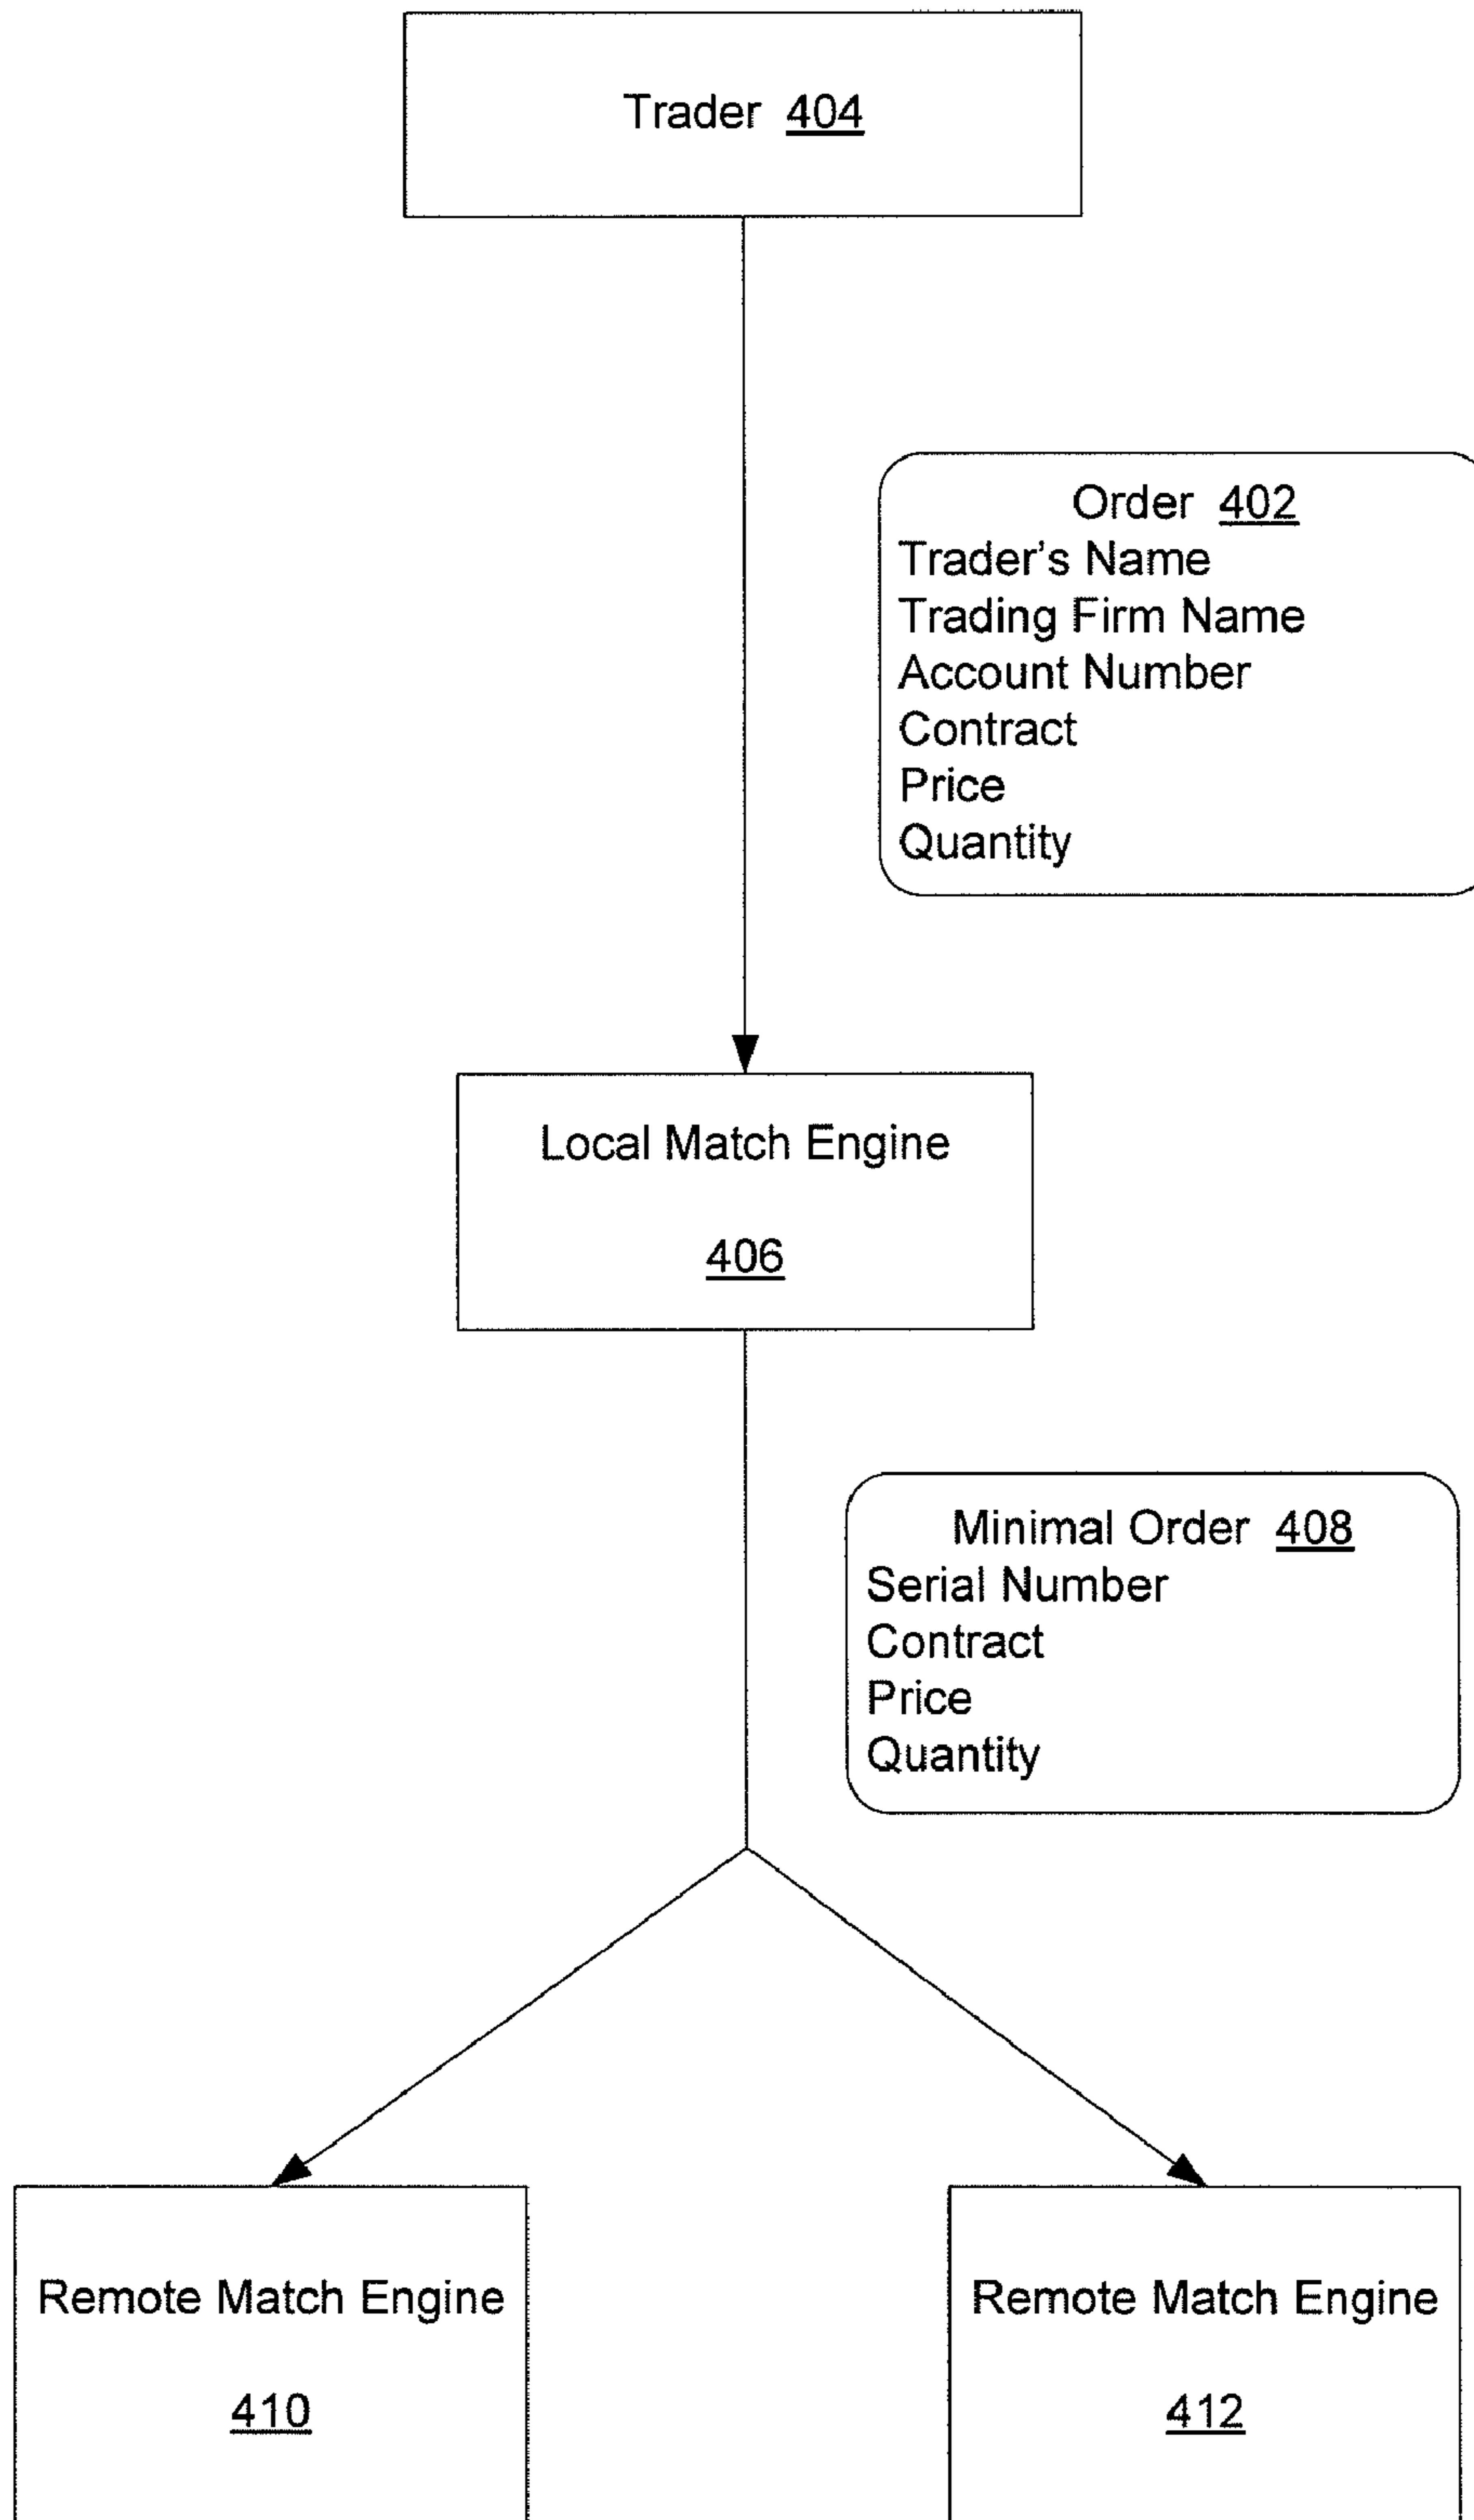 Trader 404
Order 402
Trader's Name
Trading Firm Name
Account Number
Contract
Price
Quantity
Local Match Engine
406
Minimal Order 408
Serial Number
Contract
Price
Quantity
Remote Match Engine
410
Remote Match Engine
412